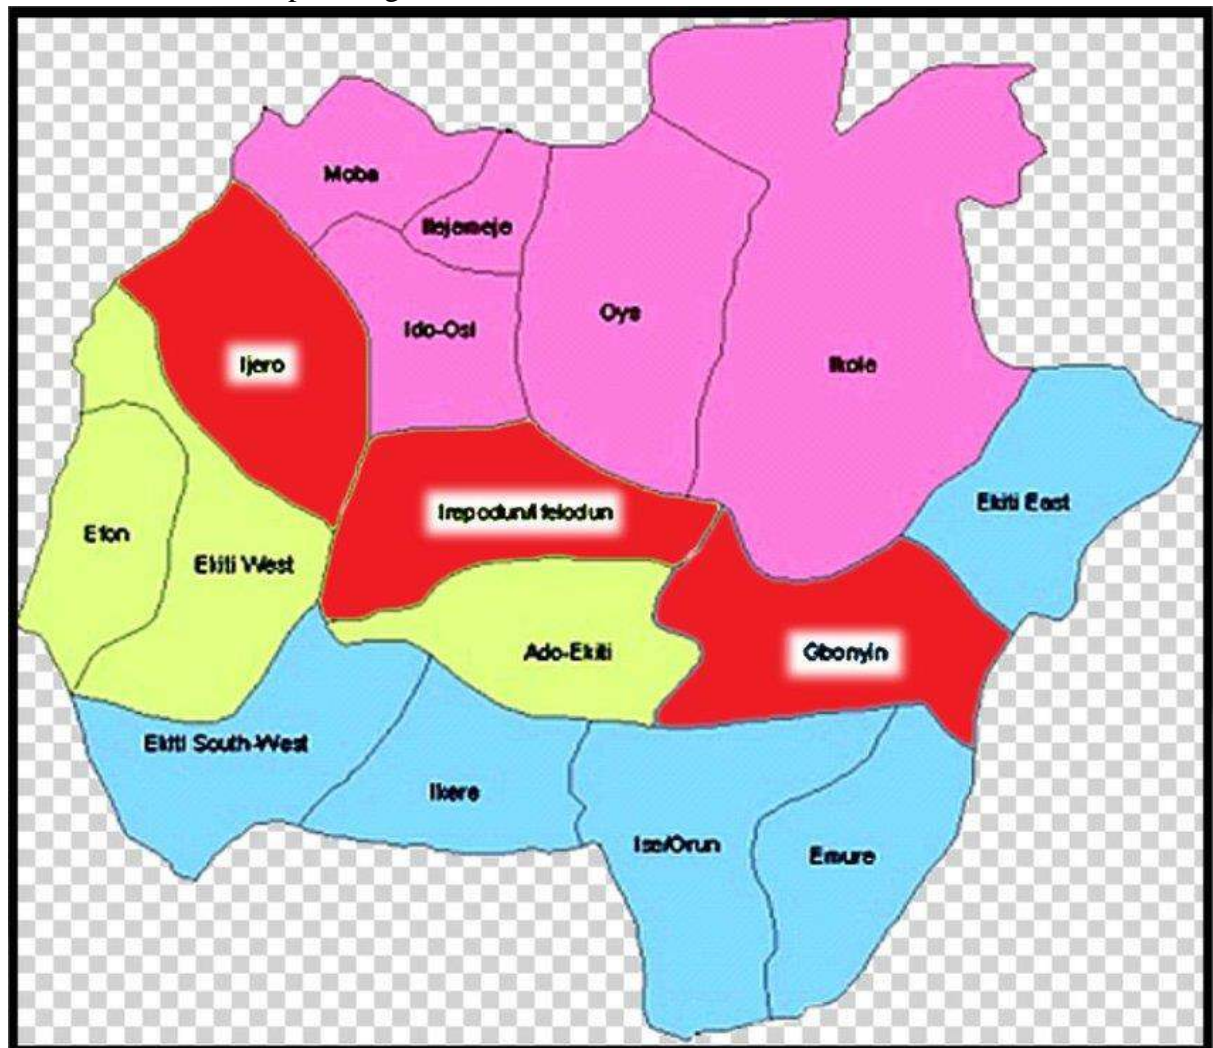 Moba
Ilejemeje
Oye
Ido-Osi
Ijero
Ikole
Ekiti East
Irepodun/Ifelodun
Efon
Ekiti West
Ado-Ekiti
Gbonyin
Ekiti South-West
Ikere
Ise/Orun
Emure